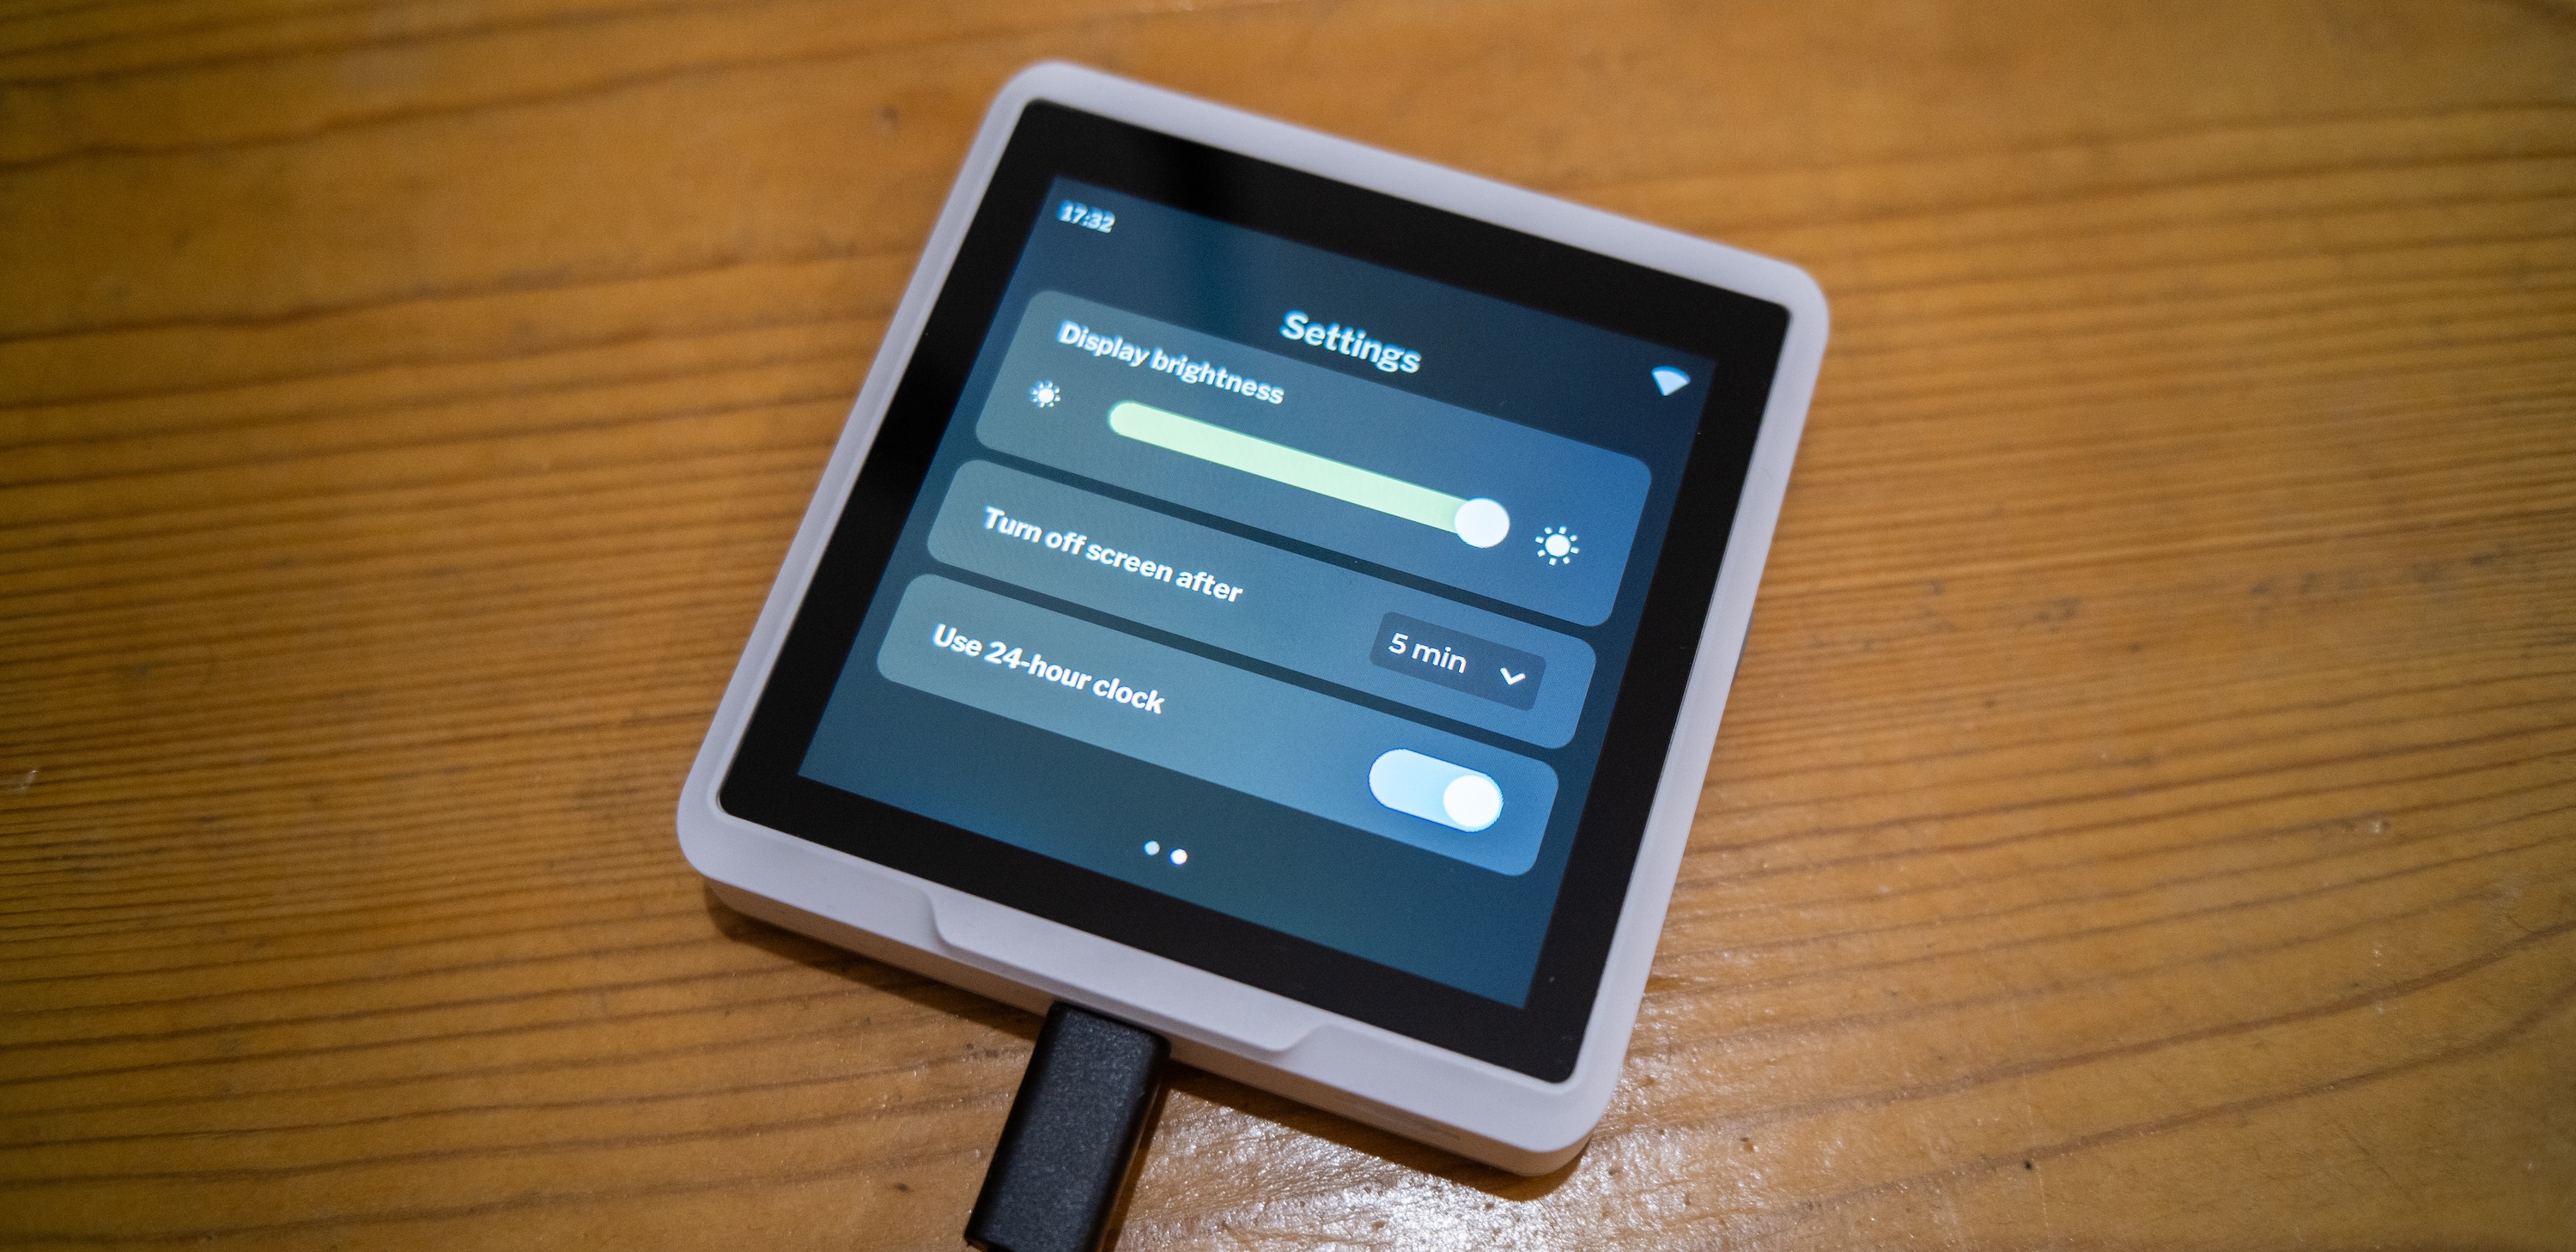 17:32
Settings
Display brightness
Turn off screen after
5 min
Use 24-hour clock